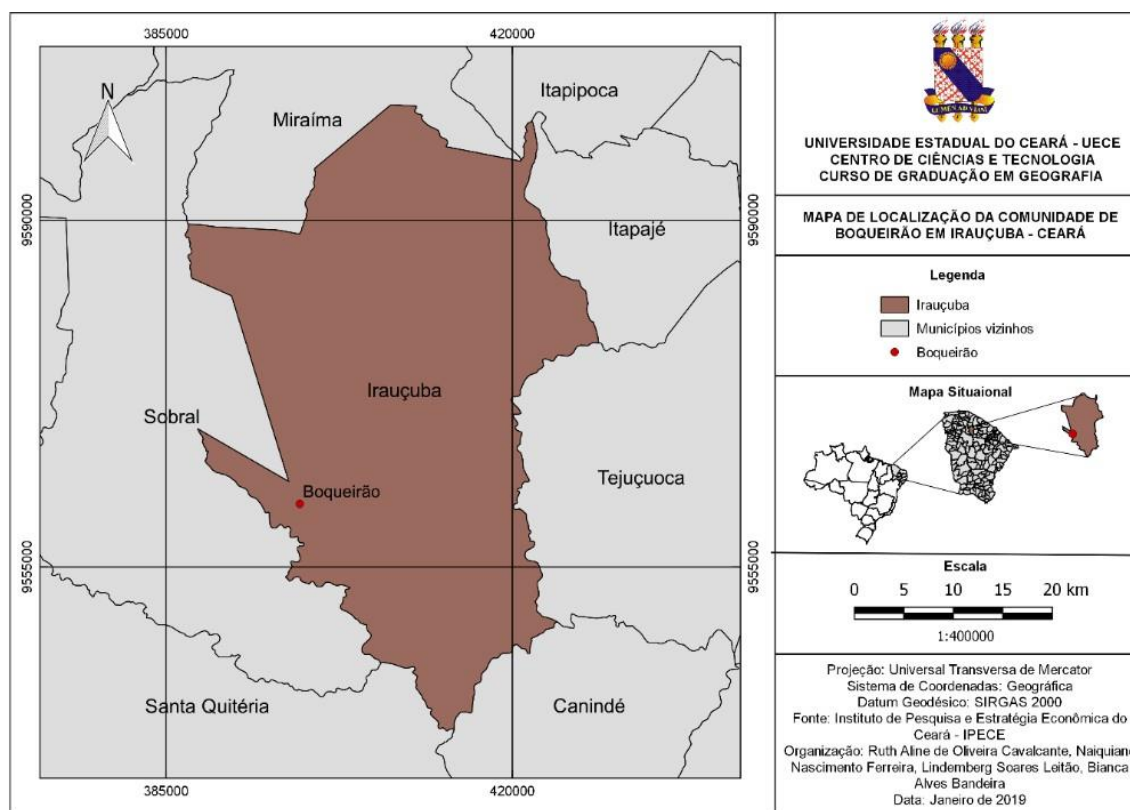 385000
420000
N
Miraíma
Itapipoca
9590000
9590000
Itapajé
Irauçuba
Sobral
Tejuçuoca
Boqueirão
9555000
9555000
Santa Quitéria
Canindé
385000
420000
UNIVERSIDADE ESTADUAL DO CEARÁ - UECE
CENTRO DE CIÊNCIAS E TECNOLOGIA
CURSO DE GRADUAÇÃO EM GEOGRAFIA
MAPA DE LOCALIZAÇÃO DA COMUNIDADE DE
BOQUEIRÃO EM IRAUÇUBA - CEARÁ
Legenda
Irauçuba
Municípios vizinhos
Boqueirão
Mapa Situaional
Escala
0 5 10 15 20 km
1:400000
Projeção: Universal Transversa de Mercator
Sistema de Coordenadas: Geográfica
Datum Geodésico: SIRGAS 2000
Fonte: Instituto de Pesquisa e Estratégia Econômica do
Ceará - IPECE
Organização: Ruth Aline de Oliveira Cavalcante, Naiquiane
Nascimento Ferreira, Lindemberg Soares Leitão, Bianca
Alves Bandeira
Data: Janeiro de 2019